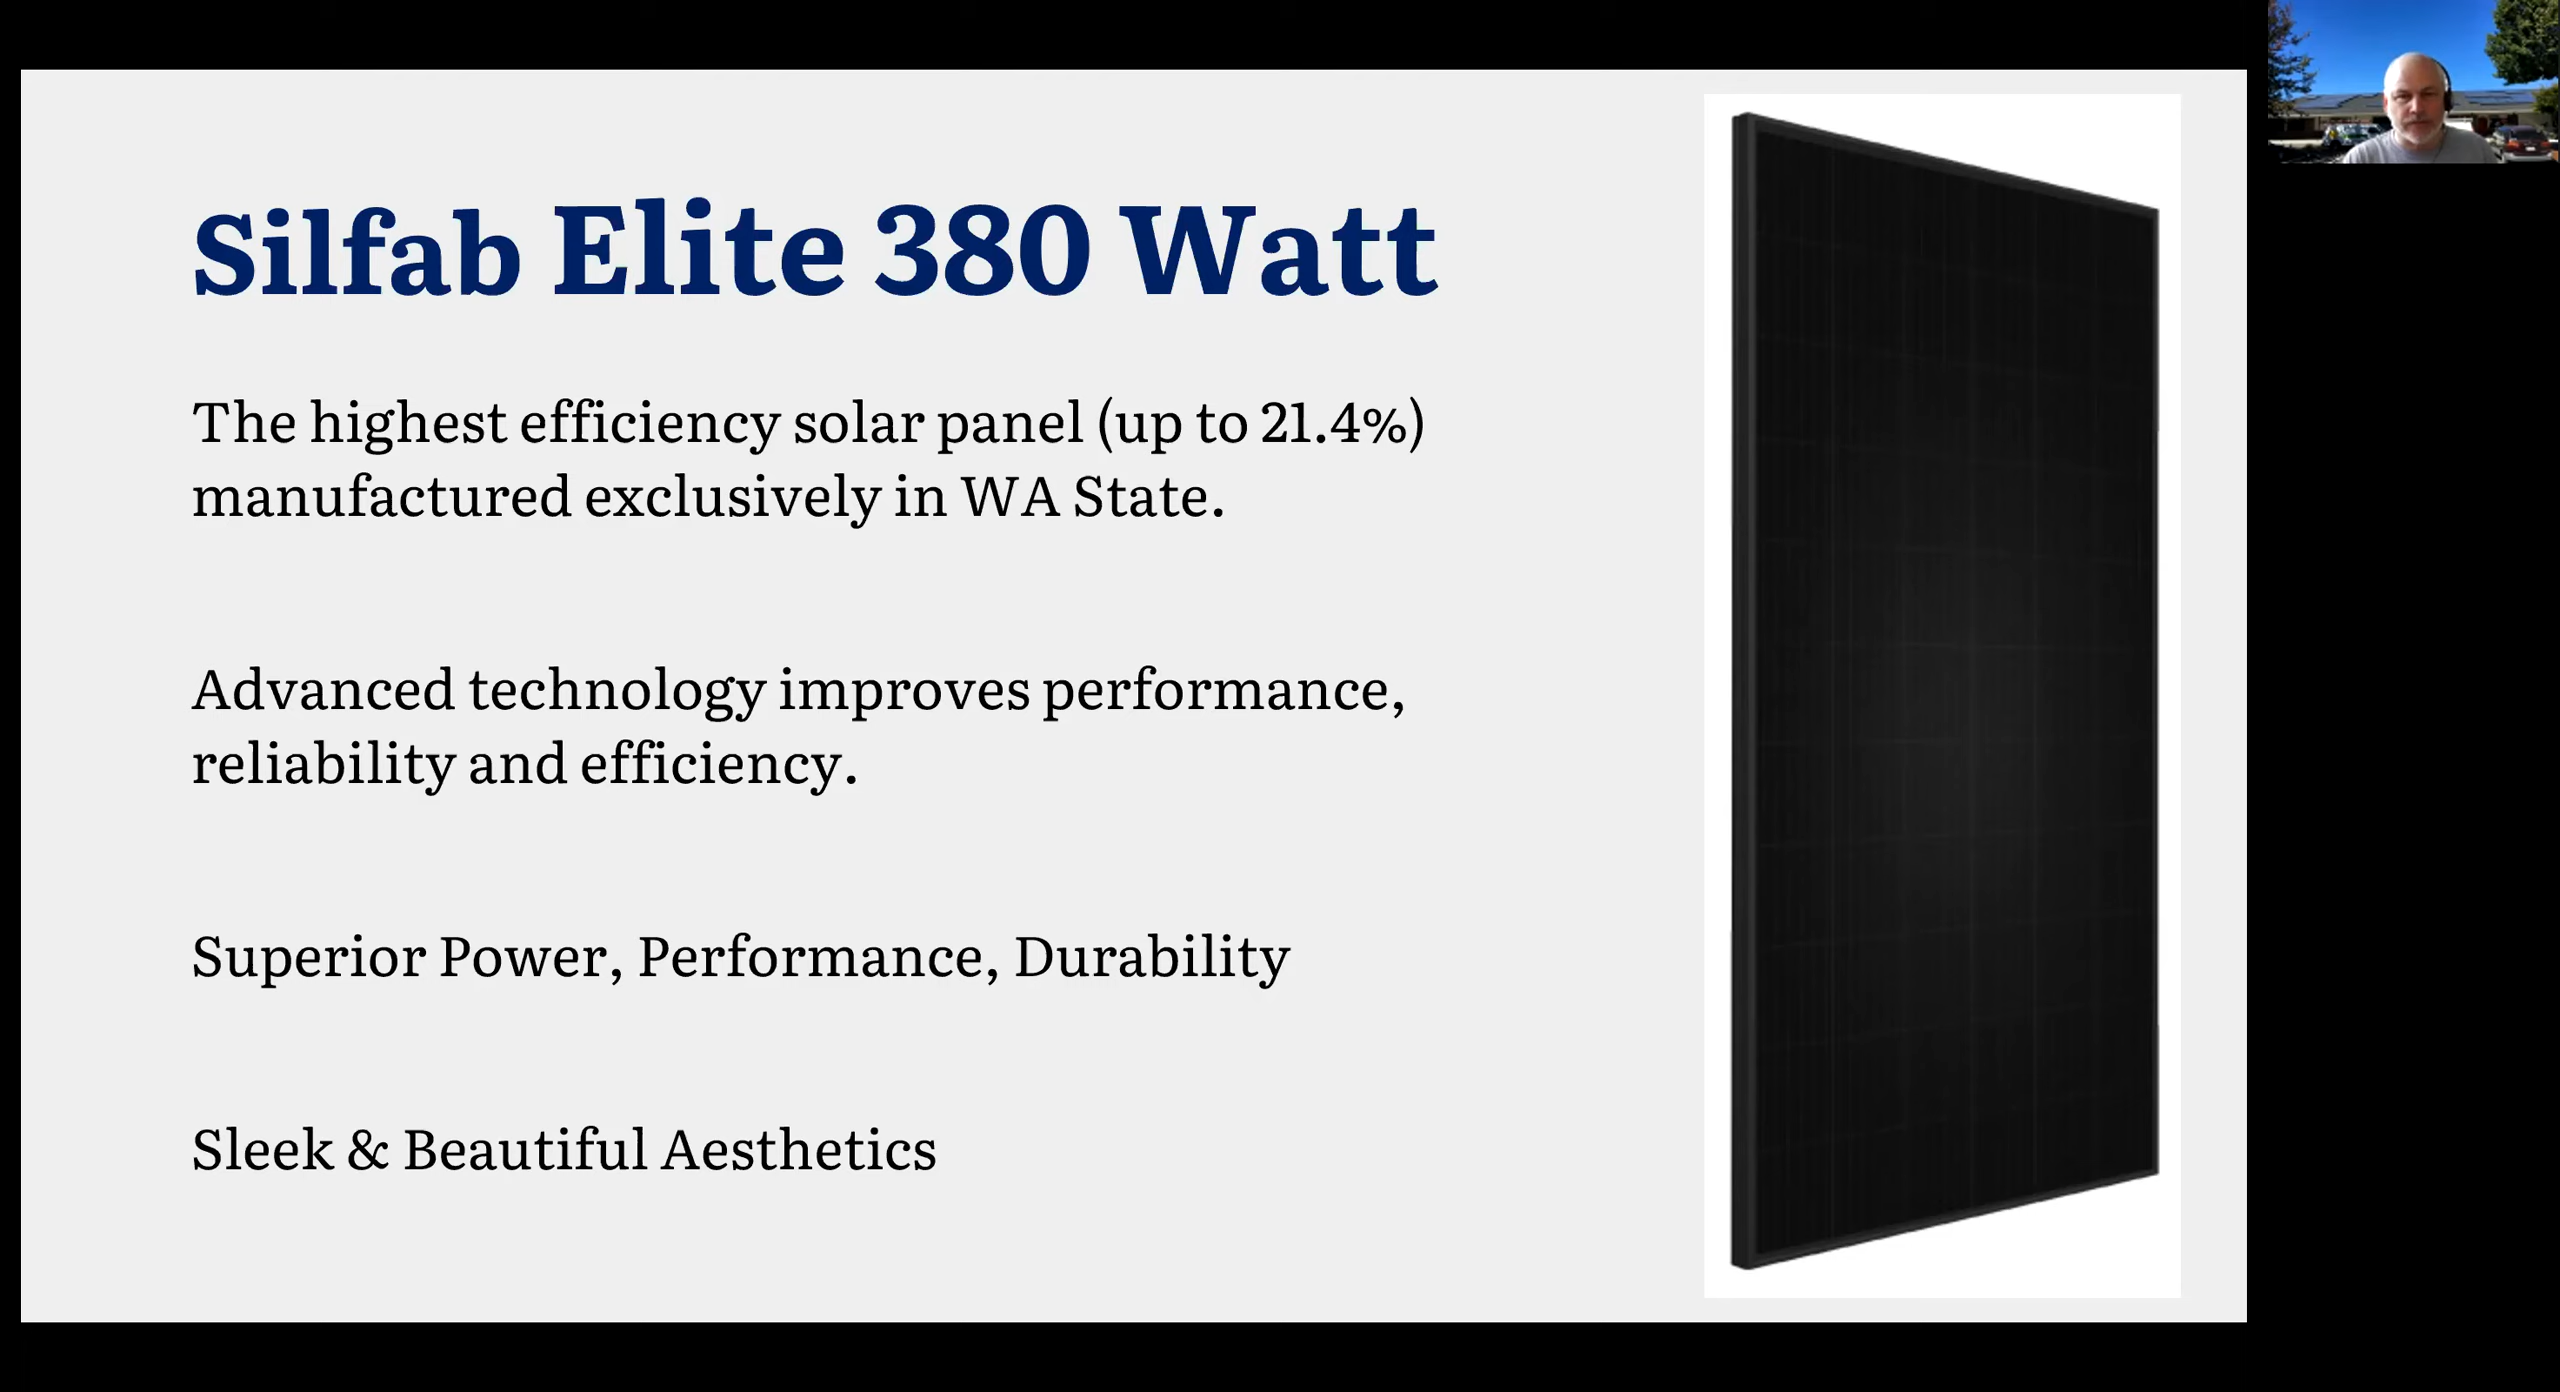 Silfab Elite 380 Watt
The highest efficiency solar panel (up to 21.4%)
manufactured exclusively in WA State.
Advanced technology improves performance,
reliability and efficiency.
Superior Power, Performance, Durability
Sleek & Beautiful Aesthetics